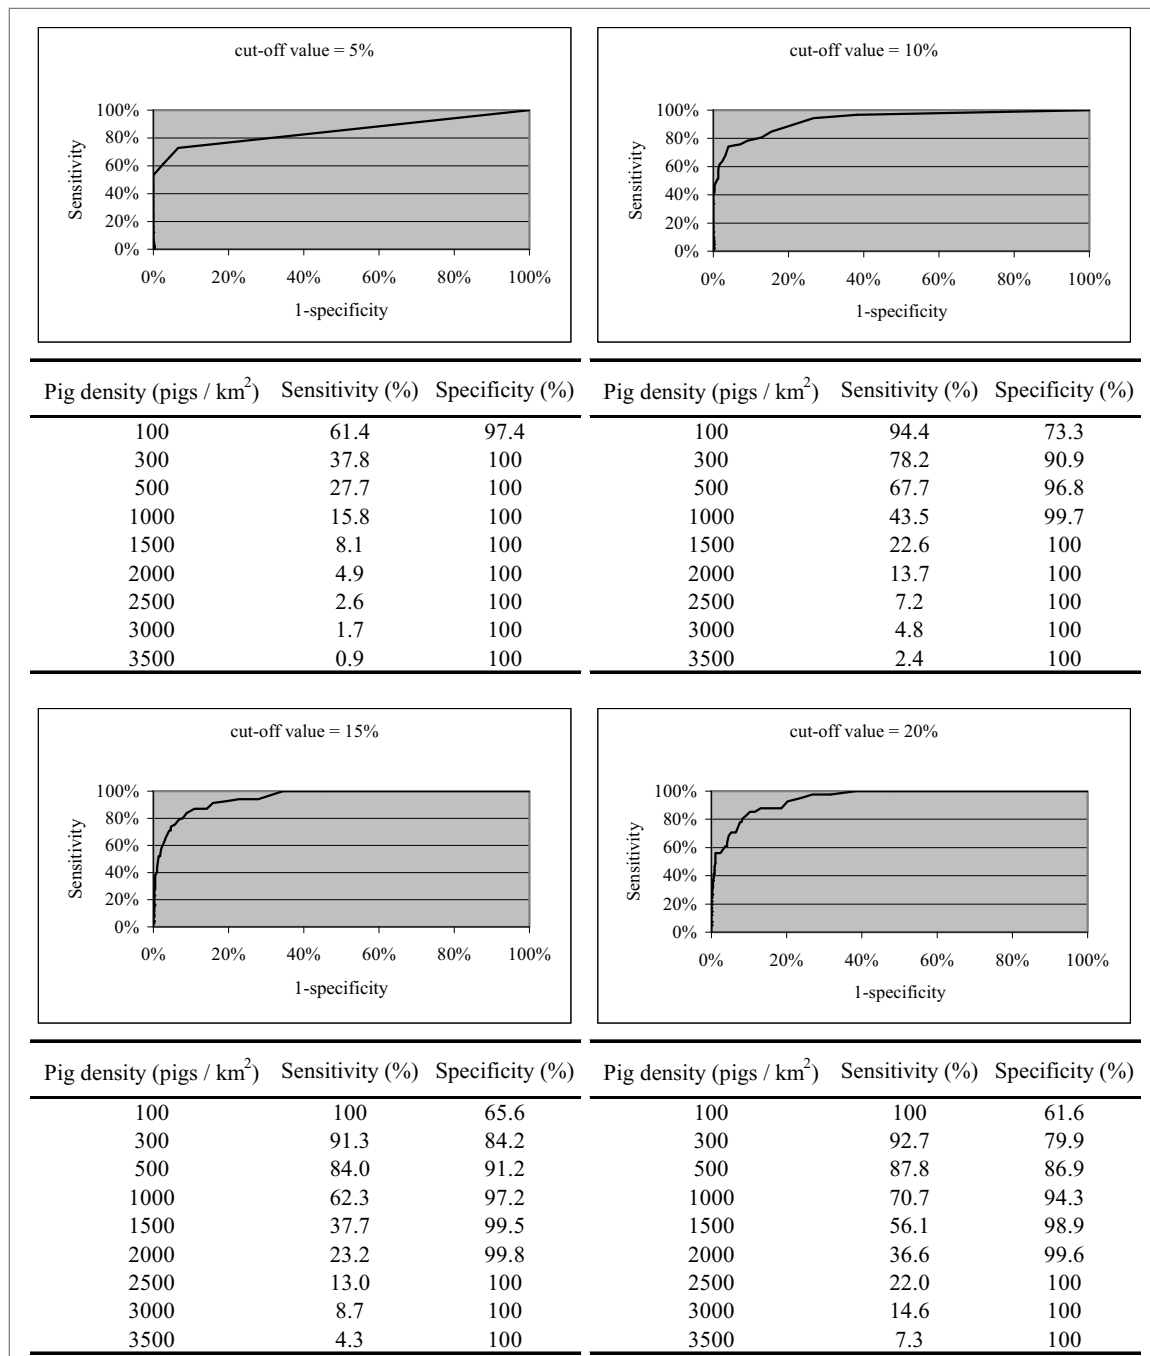 cut-off value = 5%
100%
80%
60%
40%
20%
0%
Sensitivity
0% 20% 40% 60% 80% 100%
1-specificity
cut-off value = 10%
100%
80%
60%
40%
20%
0%
Sensitivity
0% 20% 40% 60% 80% 100%
1-specificity
Pig density (pigs / km²) Sensitivity (%) Specificity (%)
100 61.4 97.4
300 37.8 100
500 27.7 100
1000 15.8 100
1500 8.1 100
2000 4.9 100
2500 2.6 100
3000 1.7 100
3500 0.9 100
Pig density (pigs / km²) Sensitivity (%) Specificity (%)
100 94.4 73.3
300 78.2 90.9
500 67.7 96.8
1000 43.5 99.7
1500 22.6 100
2000 13.7 100
2500 7.2 100
3000 4.8 100
3500 2.4 100
cut-off value = 15%
100%
80%
60%
40%
20%
0%
Sensitivity
0% 20% 40% 60% 80% 100%
1-specificity
cut-off value = 20%
100%
80%
60%
40%
20%
0%
Sensitivity
0% 20% 40% 60% 80% 100%
1-specificity
Pig density (pigs / km²) Sensitivity (%) Specificity (%)
100 100 65.6
300 91.3 84.2
500 84.0 91.2
1000 62.3 97.2
1500 37.7 99.5
2000 23.2 99.8
2500 13.0 100
3000 8.7 100
3500 4.3 100
Pig density (pigs / km²) Sensitivity (%) Specificity (%)
100 100 61.6
300 92.7 79.9
500 87.8 86.9
1000 70.7 94.3
1500 56.1 98.9
2000 36.6 99.6
2500 22.0 100
3000 14.6 100
3500 7.3 100